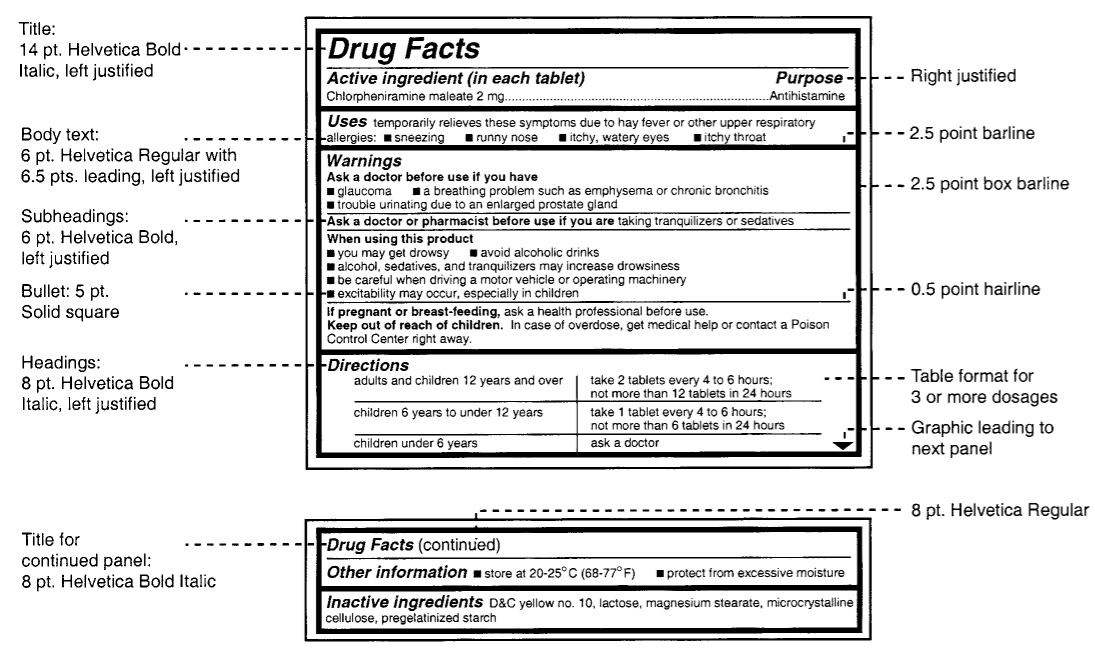 Title:
14 pt. Helvetica Bold
Italic, left justified
Body text:
6 pt. Helvetica Regular with
6.5 pts. leading, left justified
Subheadings:
6 pt. Helvetica Bold,
left justified
Bullet: 5 pt.
Solid square
Headings:
8 pt. Helvetica Bold
Italic, left justified
Drug Facts
Active ingredient (in each tablet) Purpose
Chlorpheniramine maleate 2 mg..........Antihistamine
Uses temporarily relieves these symptoms due to hay fever or other upper respiratory
allergies: ■ sneezing ■ runny nose ■ itchy, watery eyes ■ itchy throat
Warnings
Ask a doctor before use if you have
■ glaucoma ■ a breathing problem such as emphysema or chronic bronchitis
■ trouble urinating due to an enlarged prostate gland
Ask a doctor or pharmacist before use if you are taking tranquilizers or sedatives
When using this product
■ you may get drowsy ■ avoid alcoholic drinks
■ alcohol, sedatives, and tranquilizers may increase drowsiness
■ be careful when driving a motor vehicle or operating machinery
■ excitability may occur, especially in children
If pregnant or breast-feeding, ask a health professional before use.
Keep out of reach of children. In case of overdose, get medical help or contact a Poison
Control Center right away.
Directions
adults and children 12 years and over take 2 tablets every 4 to 6 hours;
not more than 12 tablets in 24 hours
children 6 years to under 12 years take 1 tablet every 4 to 6 hours;
not more than 6 tablets in 24 hours
children under 6 years ask a doctor
Right justified
2.5 point barline
2.5 point box barline
0.5 point hairline
Table format for
3 or more dosages
Graphic leading to
next panel
8 pt. Helvetica Regular
Title for
continued panel:
8 pt. Helvetica Bold Italic
Drug Facts (continued)
Other information ■ store at 20-25°C (68-77°F) ■ protect from excessive moisture
Inactive ingredients D&C yellow no. 10, lactose, magnesium stearate, microcrystalline
cellulose, pregelatinized starch